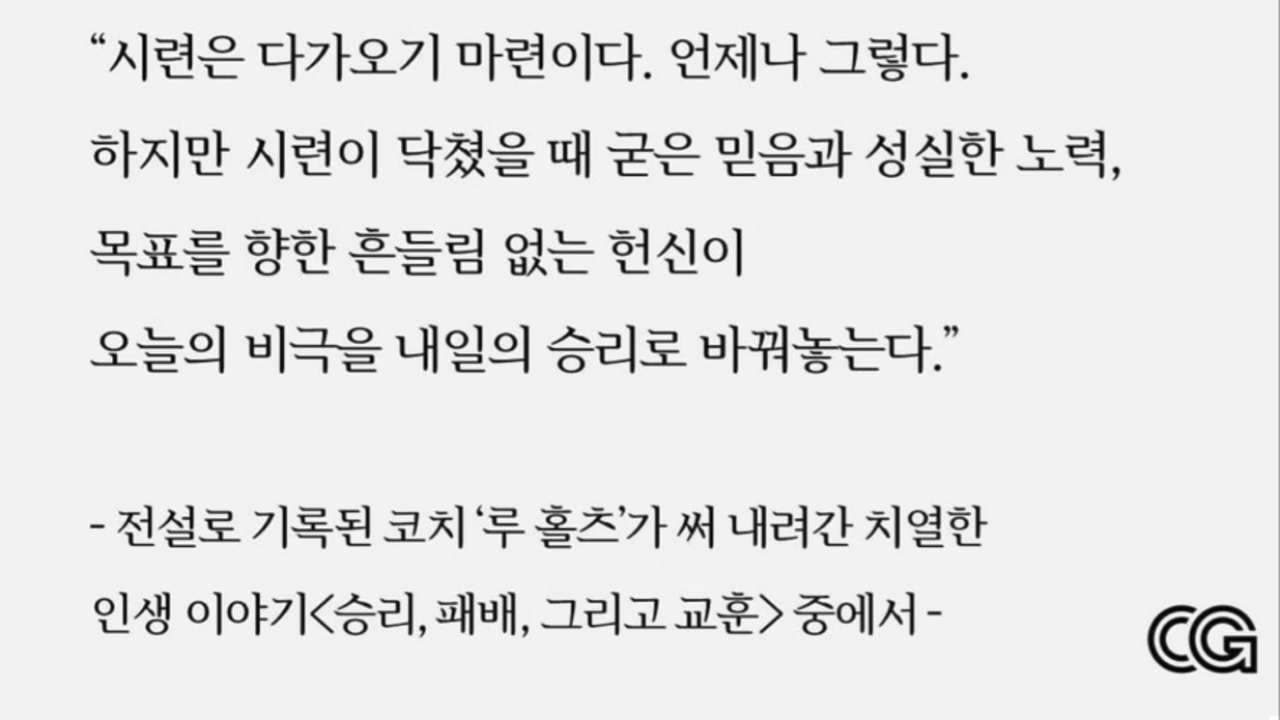 “시련은 다가오기 마련이다. 언제나 그렇다.
하지만 시련이 닥쳤을 때 굳은 믿음과 성실한 노력,
목표를 향한 흔들림 없는 헌신이
오늘의 비극을 내일의 승리로 바꿔놓는다.”
- 전설로 기록된 코치 ‘루 홀츠’가 써 내려간 치열한
인생 이야기<승리, 패배, 그리고 교훈> 중에서 -
CG